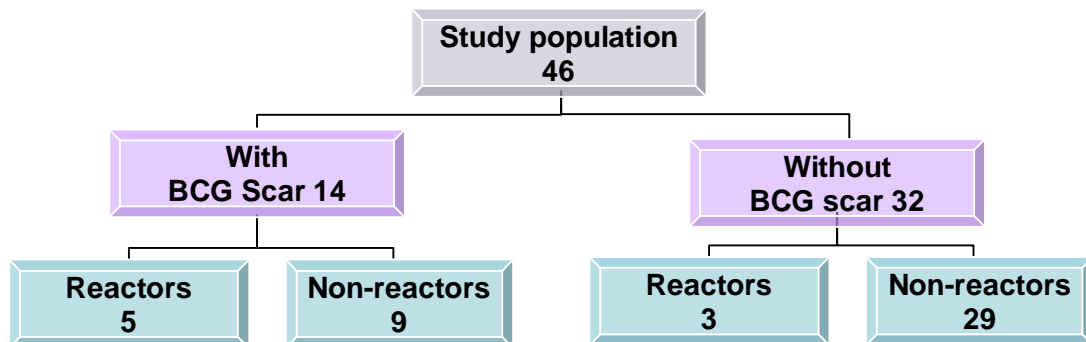 Study population
46
With
BCG Scar 14
Without
BCG scar 32
Reactors
5
Non-reactors
9
Reactors
3
Non-reactors
29